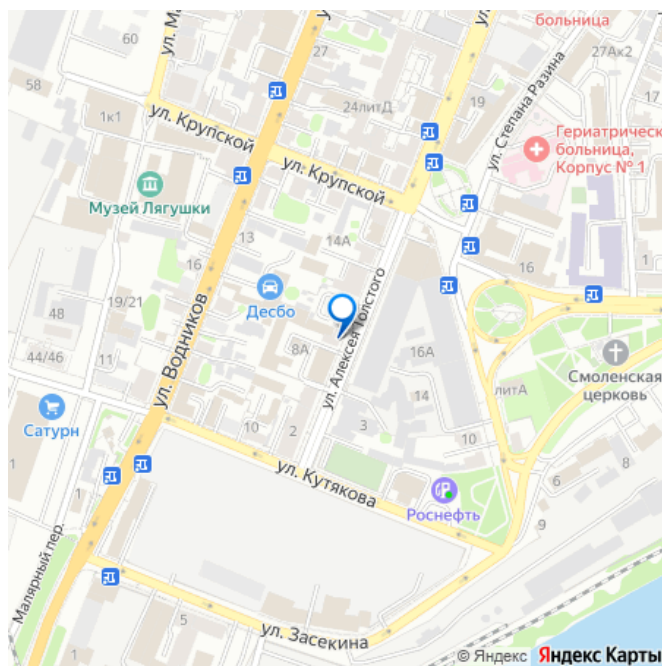 больница
60
ул. М
27
27Ак2
58
17
1к1
24литД
19
ул. Степана Разина
ул. Крупской
Гериатрическ
больница,
Корпус № 1
ул. Крупской
Музей Лягушки
13
14А
16
16
Десбо
48
19/21
ул. Водников
ул. Алексея Толстого
44/46
11
8А
16А
Смоленская
церковь
литА
14
Сатурн
10
2
3
10
8
6
1
ул. Кутякова
Роснефть
9
Малярный пер.
5
ул. Засекина
1
1
© Яндекс Яндекс Карты